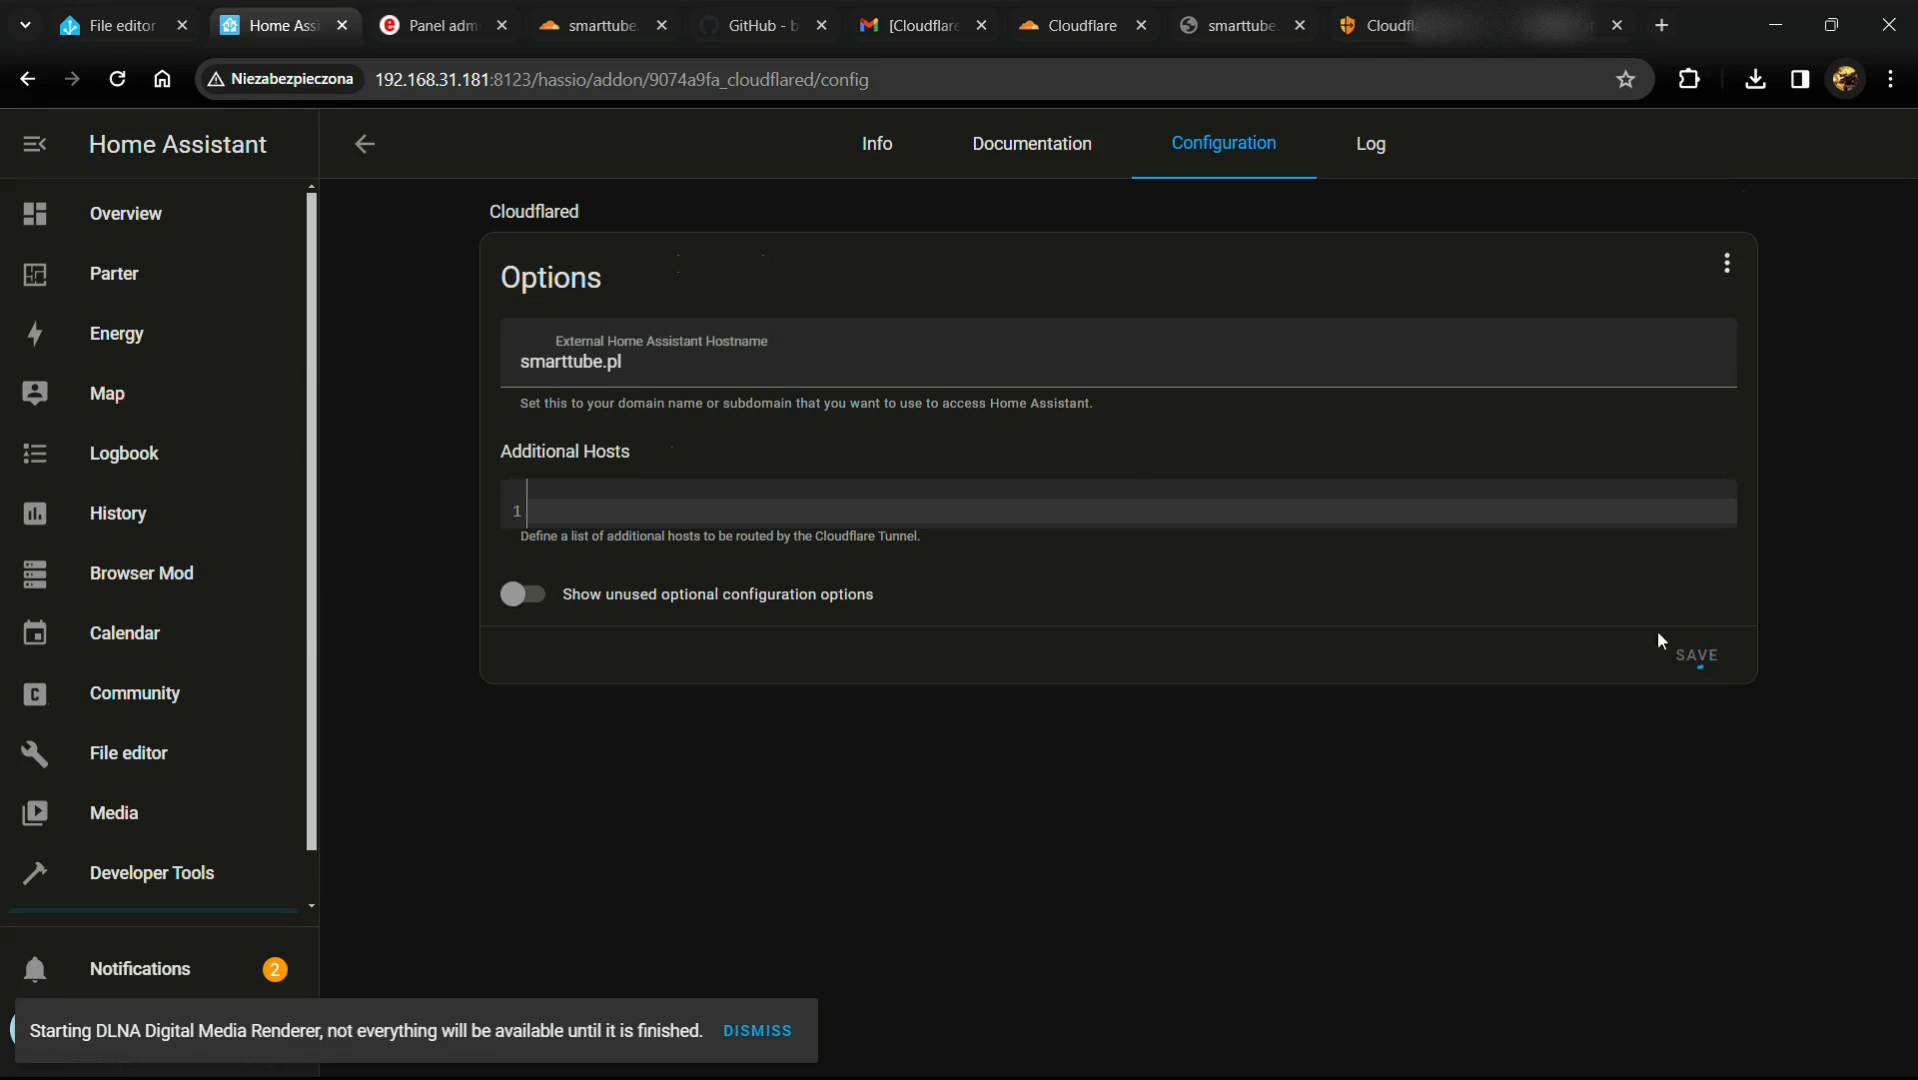 File editor
Home Ass
Panel adm
smarttube.
GitHub - b
[Cloudflare
Cloudflare
smarttube.
Cloudfl
Niezabezpieczona
192.168.31.181:8123/hassio/addon/9074a9fa_cloudflared/config
Home Assistant
Info
Documentation
Configuration
Log
Overview
Parter
Energy
Map
Logbook
History
Browser Mod
Calendar
Community
File editor
Media
Developer Tools
Notifications
2
Cloudflared
Options
External Home Assistant Hostname
smarttube.pl
Set this to your domain name or subdomain that you want to use to access Home Assistant.
Additional Hosts
1
Define a list of additional hosts to be routed by the Cloudflare Tunnel.
Show unused optional configuration options
SAVE
Starting DLNA Digital Media Renderer, not everything will be available until it is finished.
DISMISS